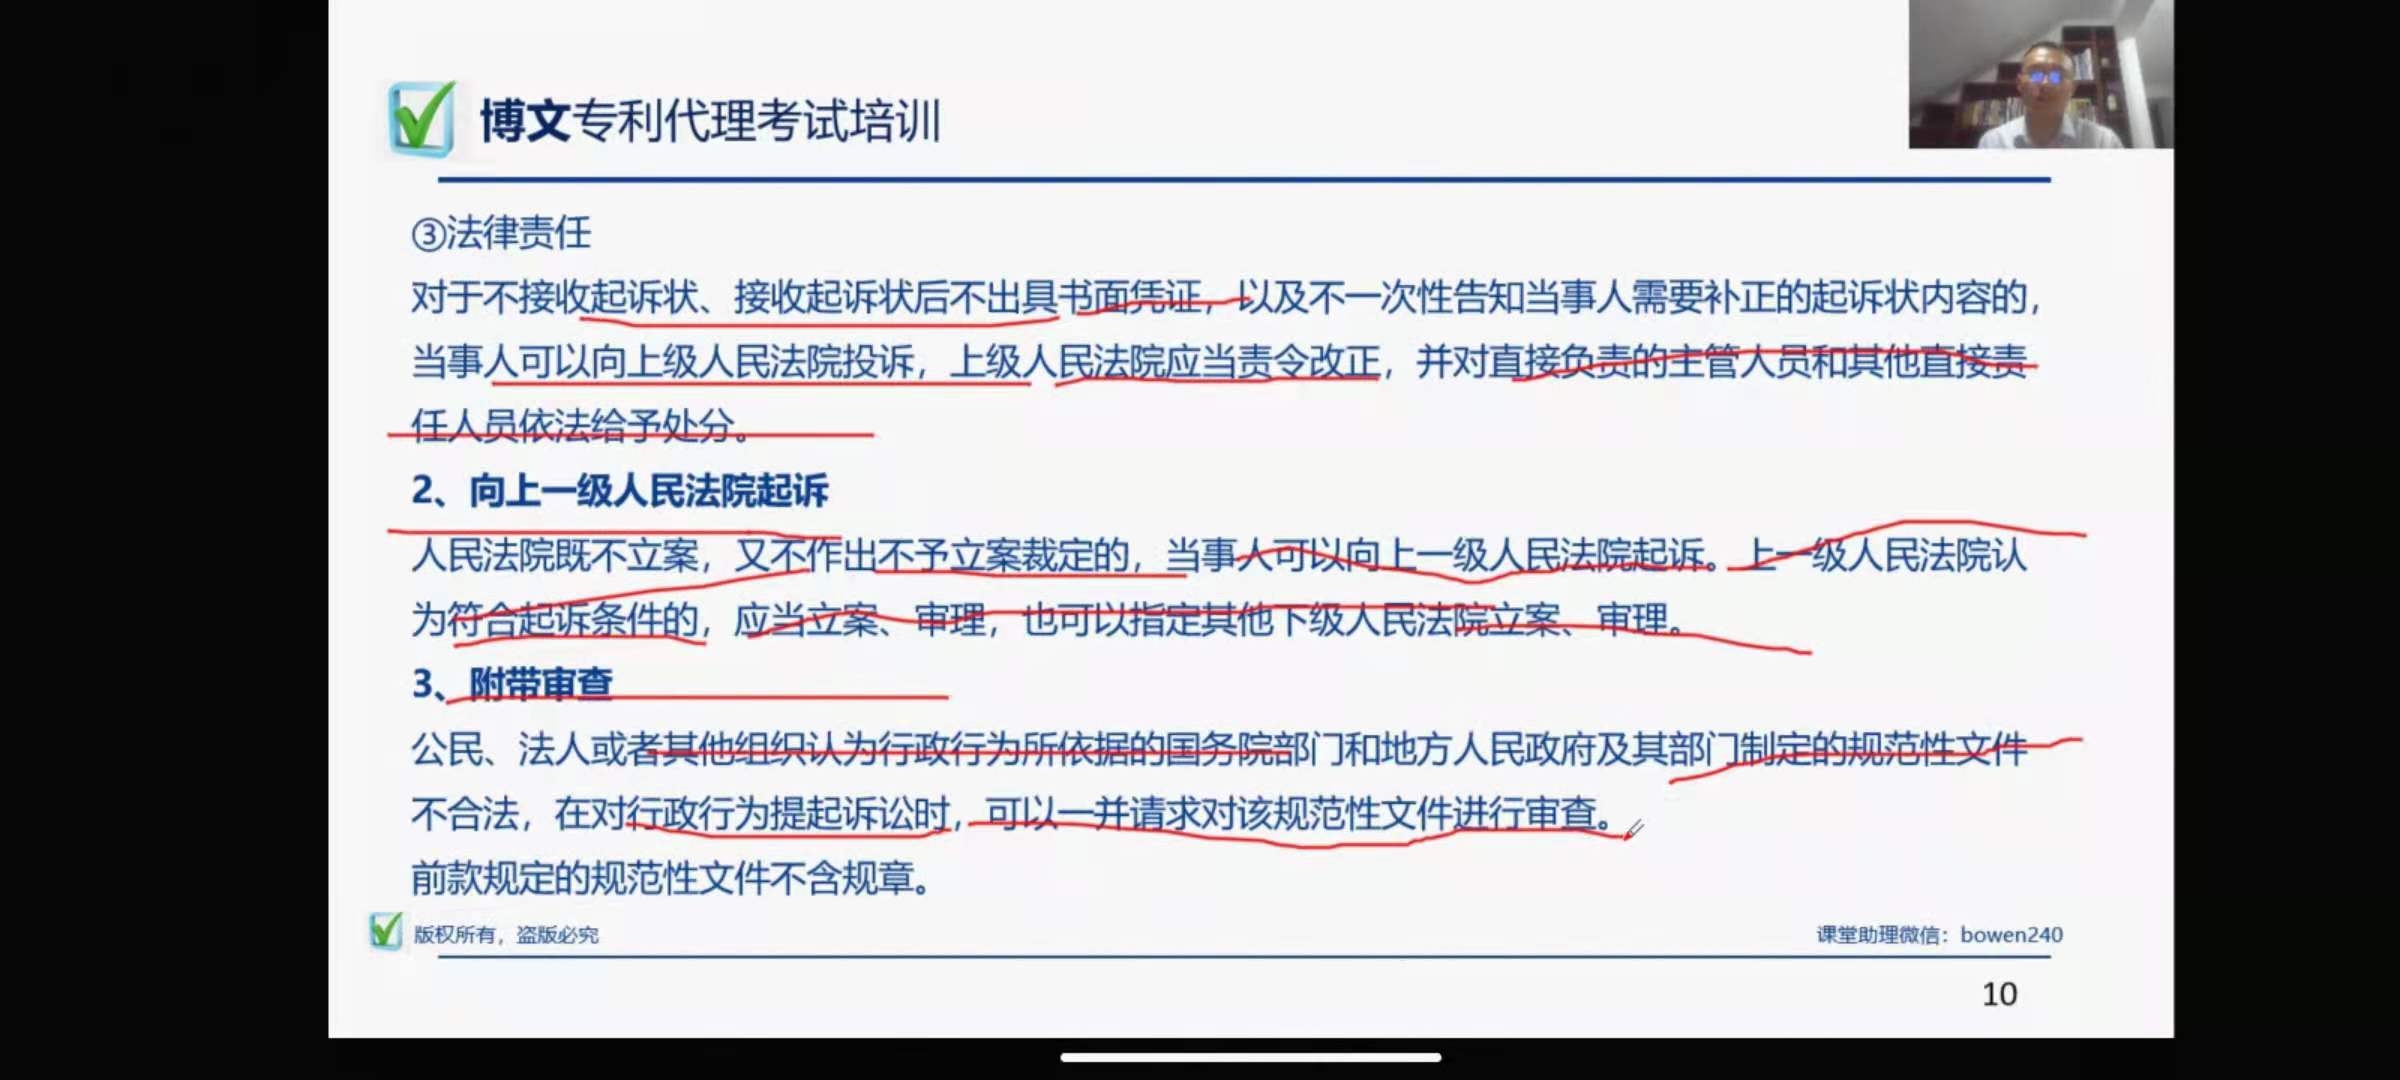 博文专利代理考试培训
③法律责任
对于不接收起诉状、接收起诉状后不出具书面凭证，以及不一次性告知当事人需要补正的起诉状内容的，
当事人可以向上级人民法院投诉，上级人民法院应当责令改正，并对直接负责的主管人员和其他直接责
任人员依法给予处分。
2、向上一级人民法院起诉
人民法院既不立案，又不作出不予立案裁定的，当事人可以向上一级人民法院起诉。上一级人民法院认
为符合起诉条件的，应当立案、审理，也可以指定其他下级人民法院立案、审理。
3、附带审查
公民、法人或者其他组织认为行政行为所依据的国务院部门和地方人民政府及其部门制定的规范性文件
不合法，在对行政行为提起诉讼时，可以一并请求对该规范性文件进行审查。
前款规定的规范性文件不含规章。
版权所有，盗版必究
课堂助理微信：bowen240
10